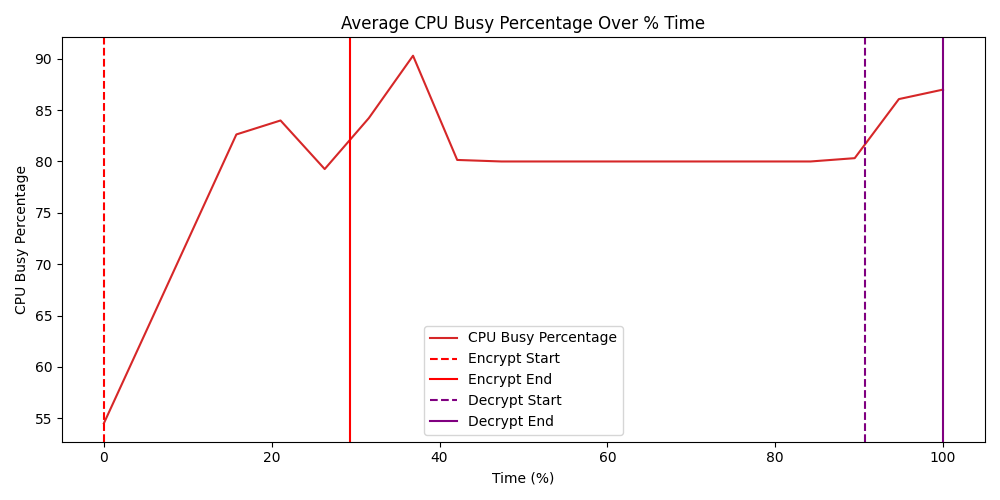 Average CPU Busy Percentage Over % Time
CPU Busy Percentage
90
85
80
75
70
65
60
55
CPU Busy Percentage
Encrypt Start
Encrypt End
Decrypt Start
Decrypt End
0 20 40 60 80 100
Time (%)